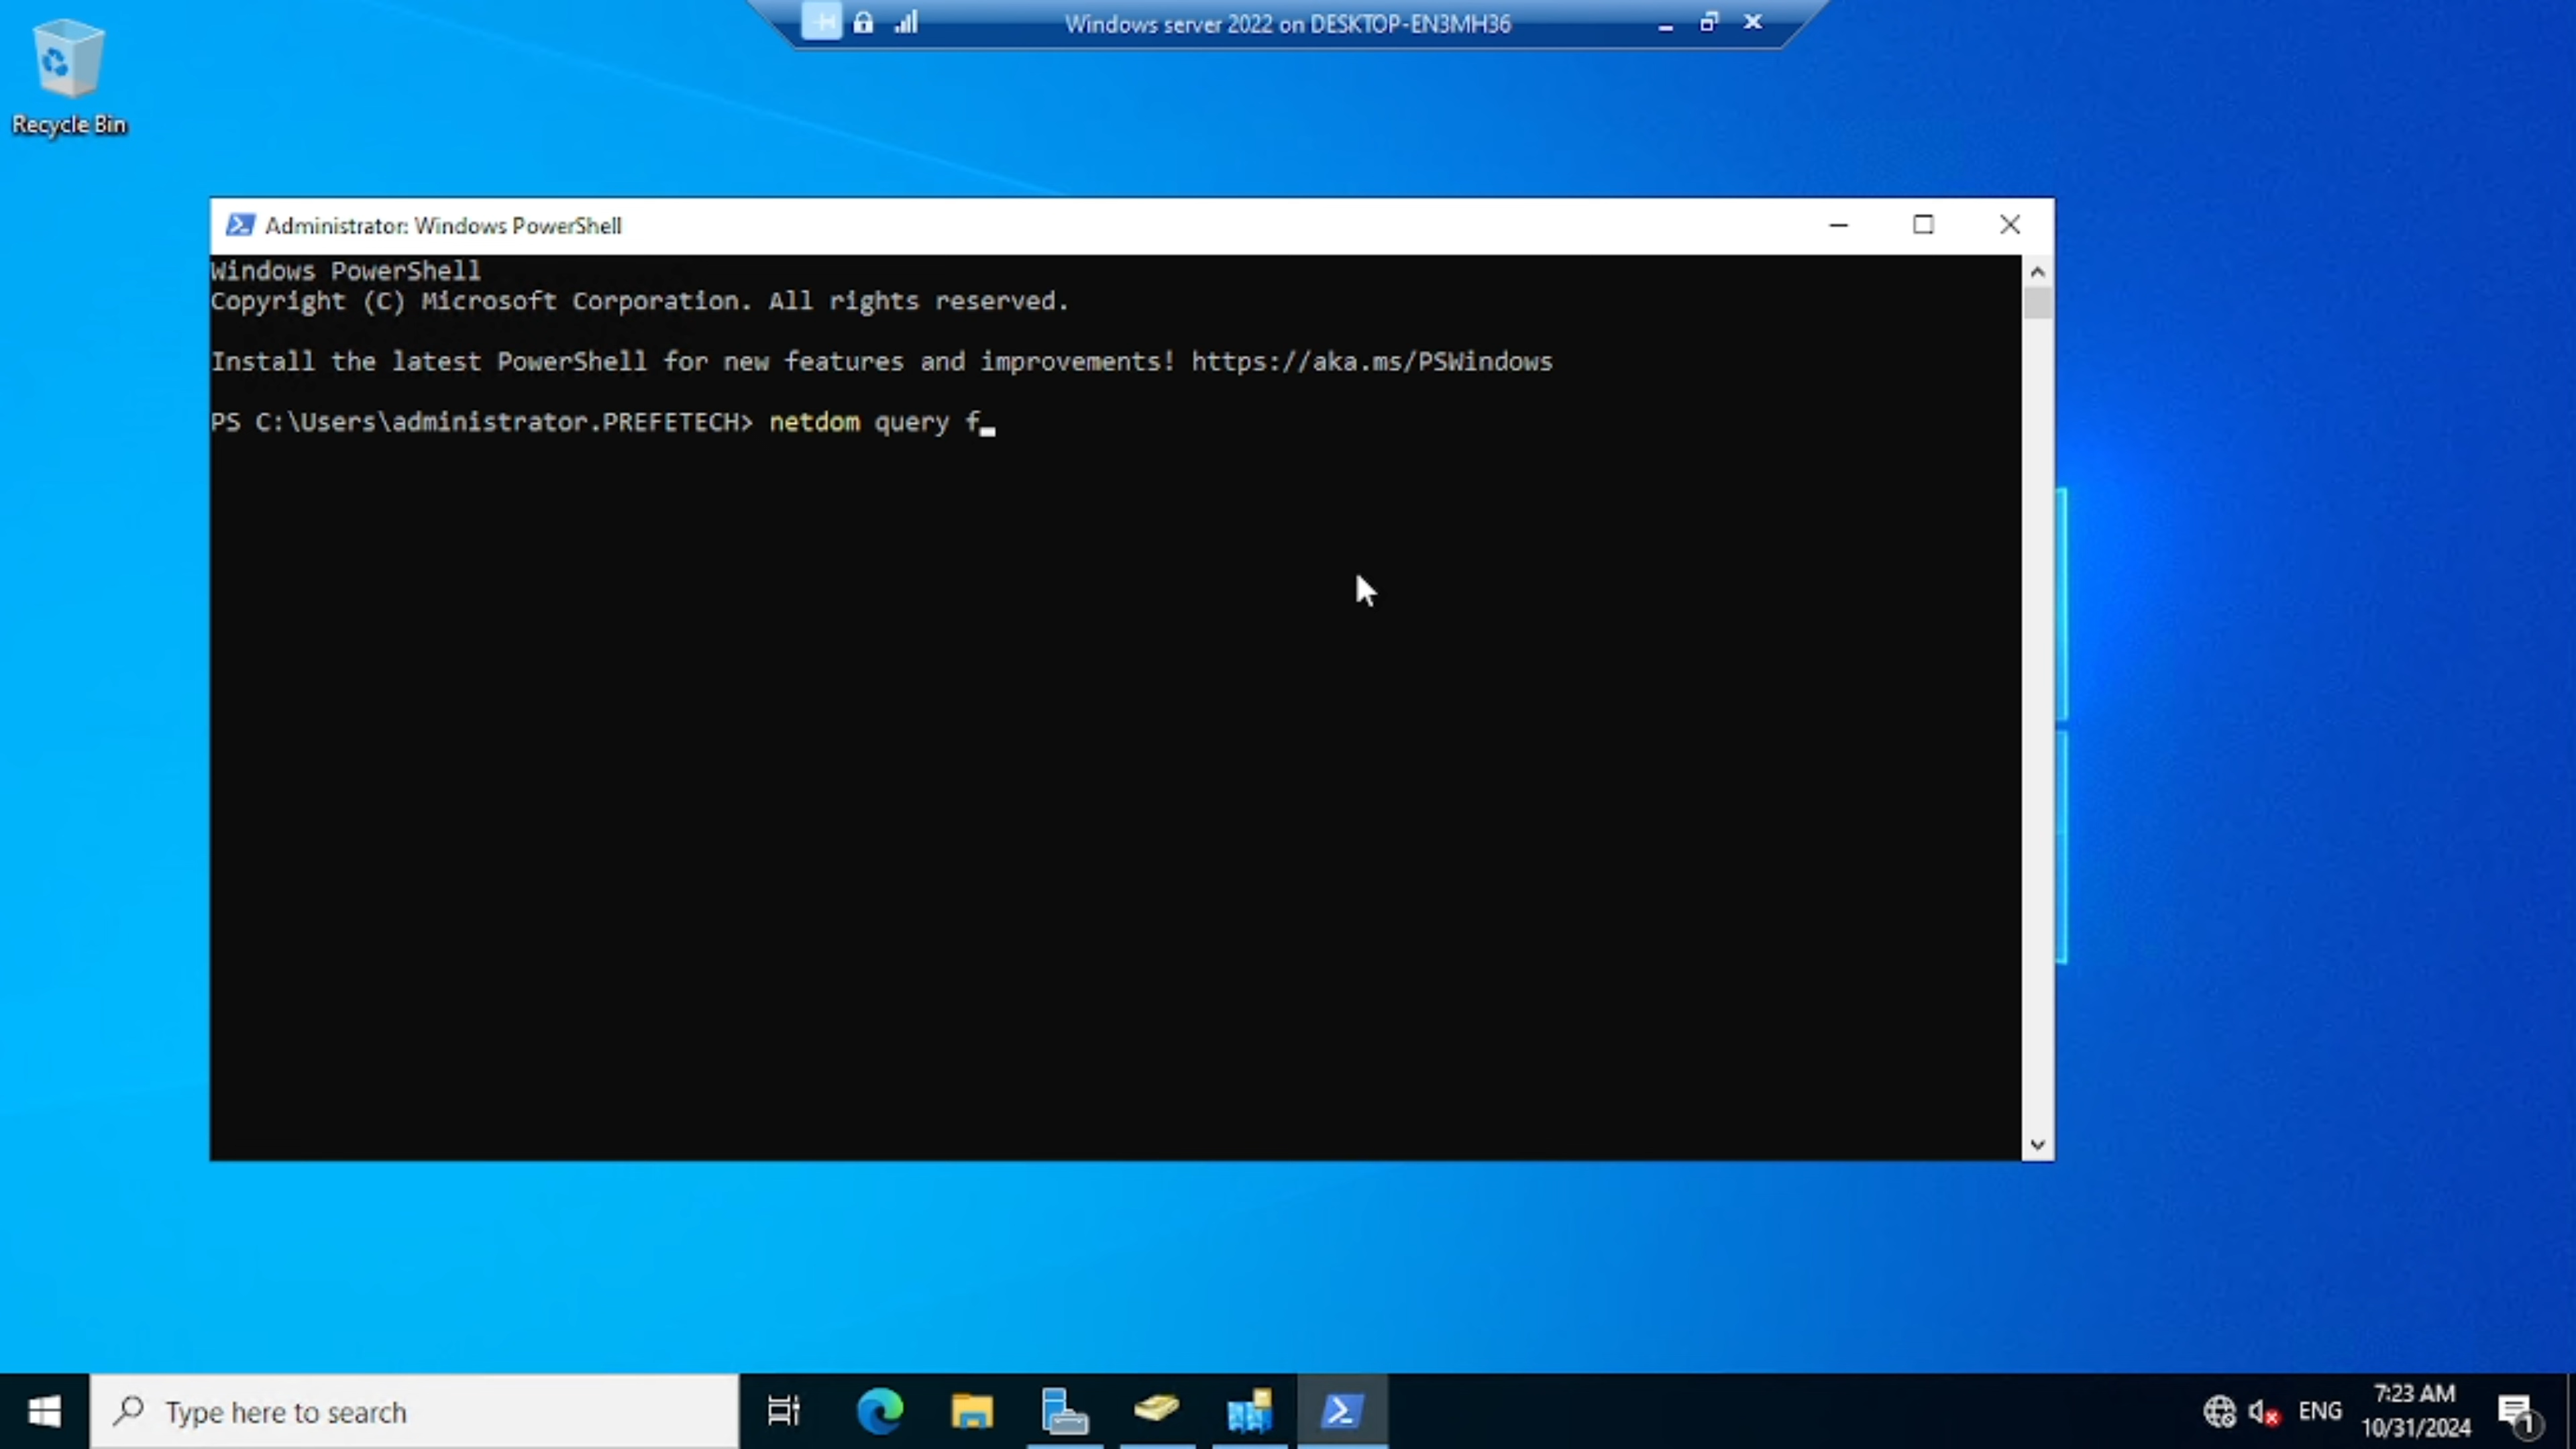 Windows server 2022 on DESKTOP-EN3MH36
Recycle Bin
Administrator: Windows PowerShell
Windows PowerShell
Copyright (C) Microsoft Corporation. All rights reserved.
Install the latest PowerShell for new features and improvements! https://aka.ms/PSWindows
PS C:\Users\administrator.PREFETECH> netdom query f
Type here to search
ENG
7:23 AM
10/31/2024
1